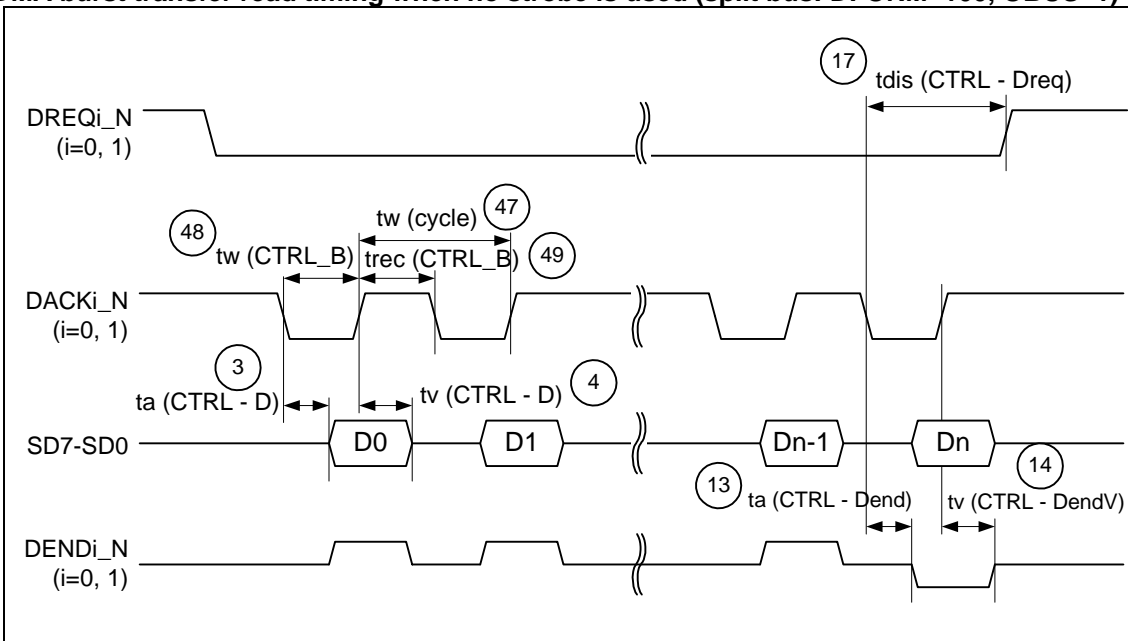 17
tdis (CTRL - Dreq)
DREQi_N
(i=0, 1)
47
tw (cycle)
48
tw (CTRL_B)
trec (CTRL_B)
49
DACKi_N
(i=0, 1)
3
ta (CTRL - D)
tv (CTRL - D)
4
SD7-SD0
D0
D1
Dn-1
Dn
13
ta (CTRL - Dend)
14
tv (CTRL - DendV)
DENDi_N
(i=0, 1)